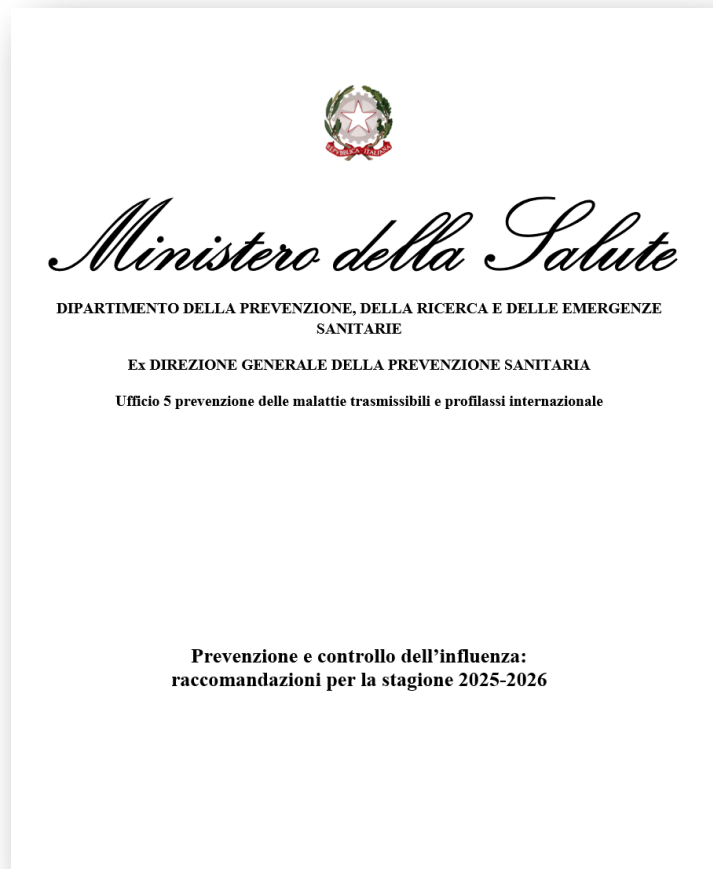 REPVBBLICA ITALIANA
Ministero della Salute
DIPARTIMENTO DELLA PREVENZIONE, DELLA RICERCA E DELLE EMERGENZE
SANITARIE
Ex DIREZIONE GENERALE DELLA PREVENZIONE SANITARIA
Ufficio 5 prevenzione delle malattie trasmissibili e profilassi internazionale
Prevenzione e controllo dell’influenza:
raccomandazioni per la stagione 2025-2026